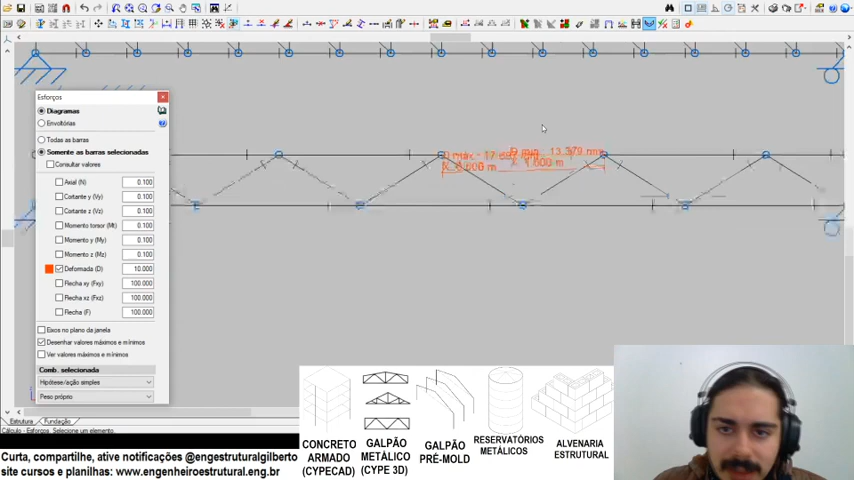 Esforços
Diagramas
Envoltórias
Todas as barras
Somente as barras selecionadas
Consultar valores
Axial (N) 0.100
Cortante y (Vy) 0.100
Cortante z (Vz) 0.100
Momento torsor (Mt) 0.100
Momento y (My) 0.100
Momento z (Mz) 0.100
Deformada (D) 10.000
Flecha xy (Fxy) 100.000
Flecha xz (Fxz) 100.000
Flecha (F) 100.000
Eixos no plano da janela
Desenhar valores máximos e mínimos
Ver valores máximos e mínimos
Comb. selecionada
Hipótese/ação simples
Peso próprio
Estrutura Fundação
Cálculo - Esforços. Selecione um elemento.
CONCRETO
ARMADO
(CYPECAD)
GALPÃO
METÁLICO
(CYPE 3D)
GALPÃO
PRÉ-MOLD
RESERVATÓRIOS
METÁLICOS
ALVENARIA
ESTRUTURAL
Curta, compartilhe, ative notificações @engestruturalgilberto
site cursos e planilhas: www.engenheiroestrutural.eng.br